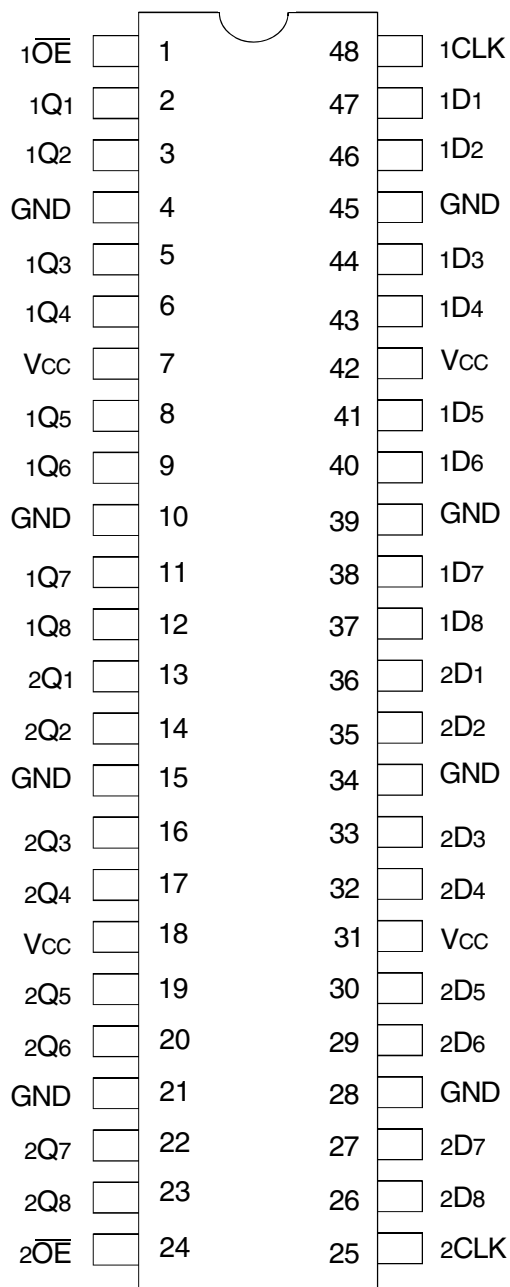 1O̅E̅ 1 48 1CLK
1Q1 2 47 1D1
1Q2 3 46 1D2
GND 4 45 GND
1Q3 5 44 1D3
1Q4 6 43 1D4
VCC 7 42 VCC
1Q5 8 41 1D5
1Q6 9 40 1D6
GND 10 39 GND
1Q7 11 38 1D7
1Q8 12 37 1D8
2Q1 13 36 2D1
2Q2 14 35 2D2
GND 15 34 GND
2Q3 16 33 2D3
2Q4 17 32 2D4
VCC 18 31 VCC
2Q5 19 30 2D5
2Q6 20 29 2D6
GND 21 28 GND
2Q7 22 27 2D7
2Q8 23 26 2D8
2O̅E̅ 24 25 2CLK